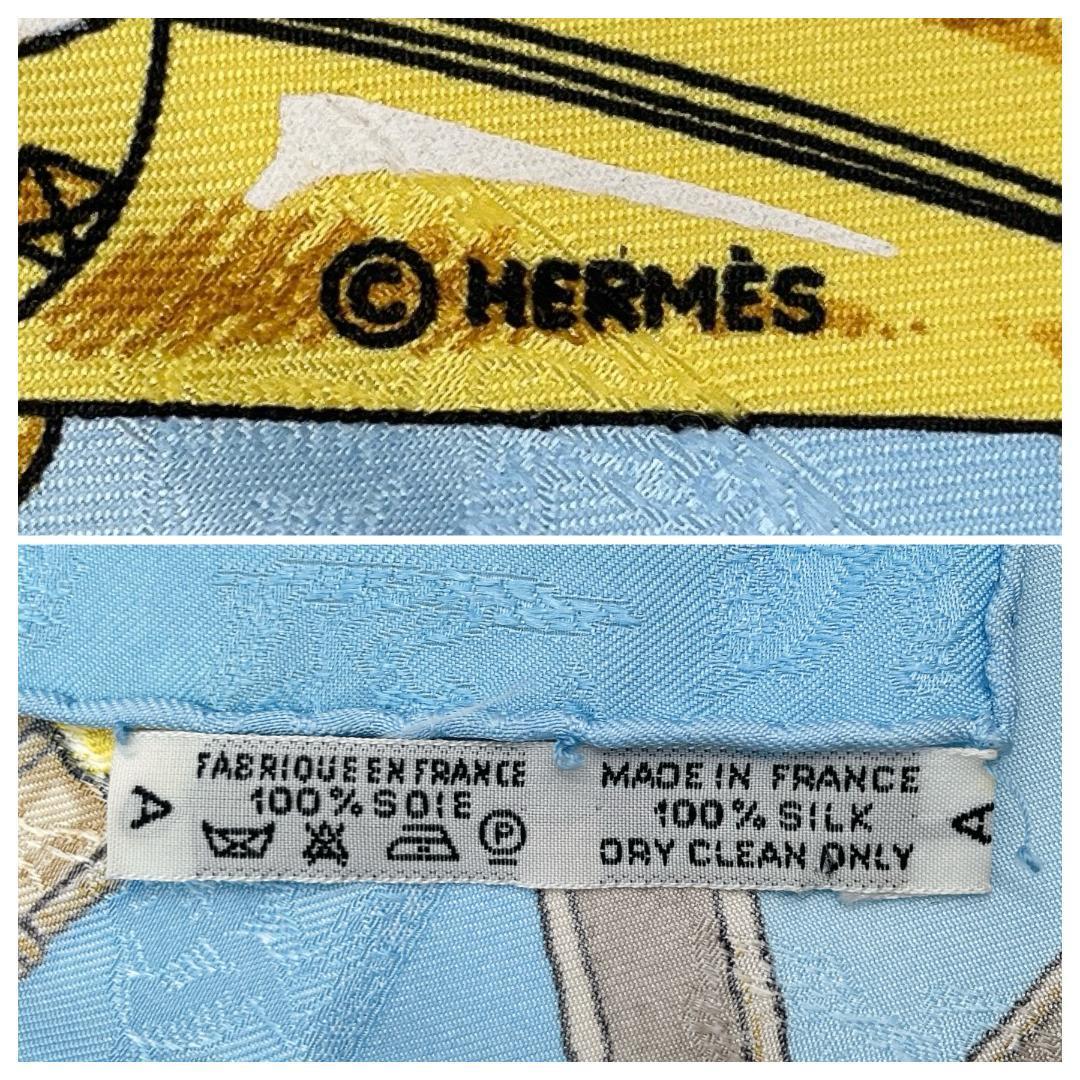 © HERMÈS
FABRIQUE EN FRANCE
100% SOIE
P
A
MADE IN FRANCE
100% SILK
DRY CLEAN ONLY
A